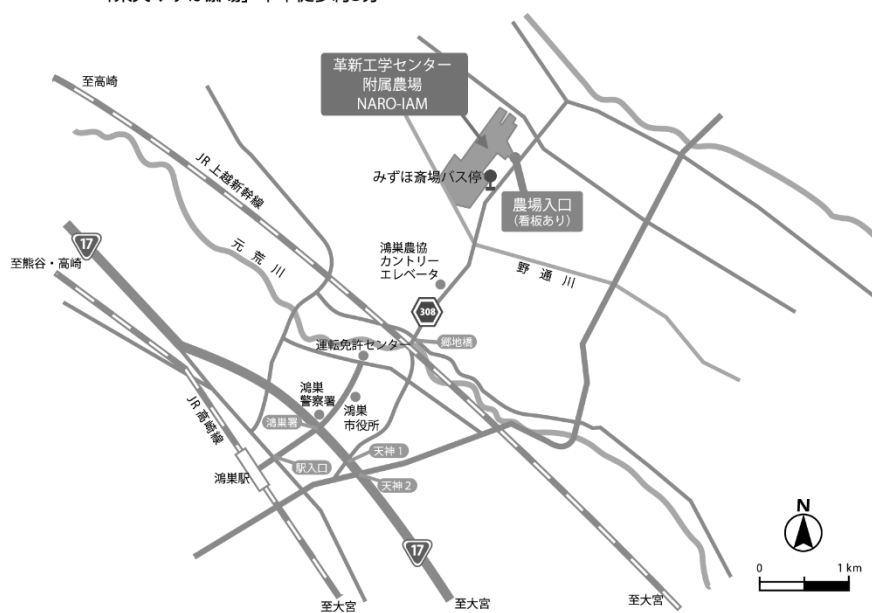 至高崎
革新工学センター
附属農場
NARO-IAM
JR 上越新幹線
みずほ斎場バス停
農場入口
(看板あり)
17
至熊谷・高崎
元荒川
鴻巣農協
カントリー
エレベータ
野通川
308
郷地橋
運転免許センター
鴻巣
警察署
鴻巣
市役所
鴻巣署
JR 高崎線
天神 1
駅入口
鴻巣駅
天神 2
N
17
0 1 km
至大宮
至大宮
至大宮